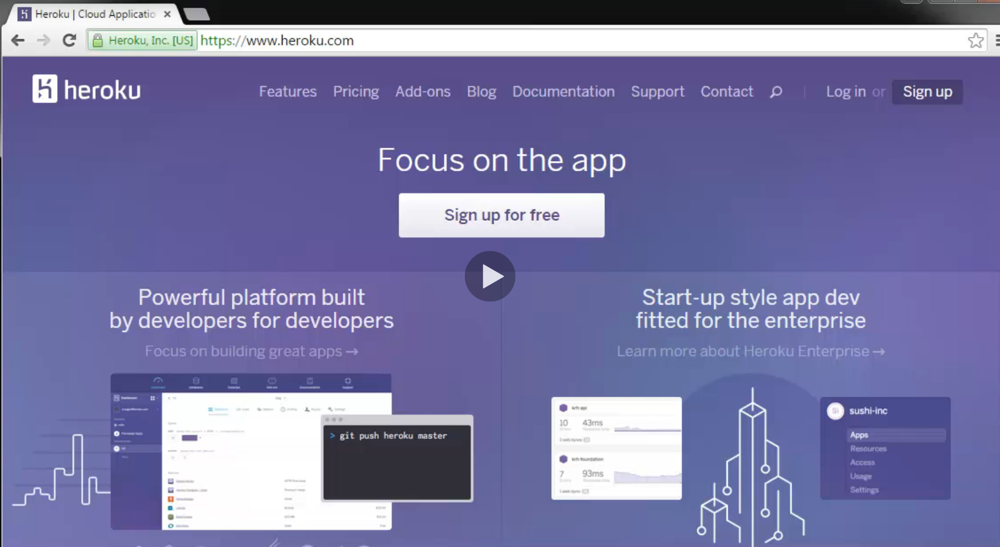 Heroku | Cloud Applicatio
Heroku, Inc. [US]
https://www.heroku.com
heroku
Features
Pricing
Add-ons
Blog
Documentation
Support
Contact
Log in or
Sign up
Focus on the app
Sign up for free
Powerful platform built
by developers for developers
Focus on building great apps →
> git push heroku master
Start-up style app dev
fitted for the enterprise
Learn more about Heroku Enterprise →
krh-api
10
43ms
krh-foundation
7
93ms
Si
sushi-inc
Apps
Resources
Access
Usage
Settings